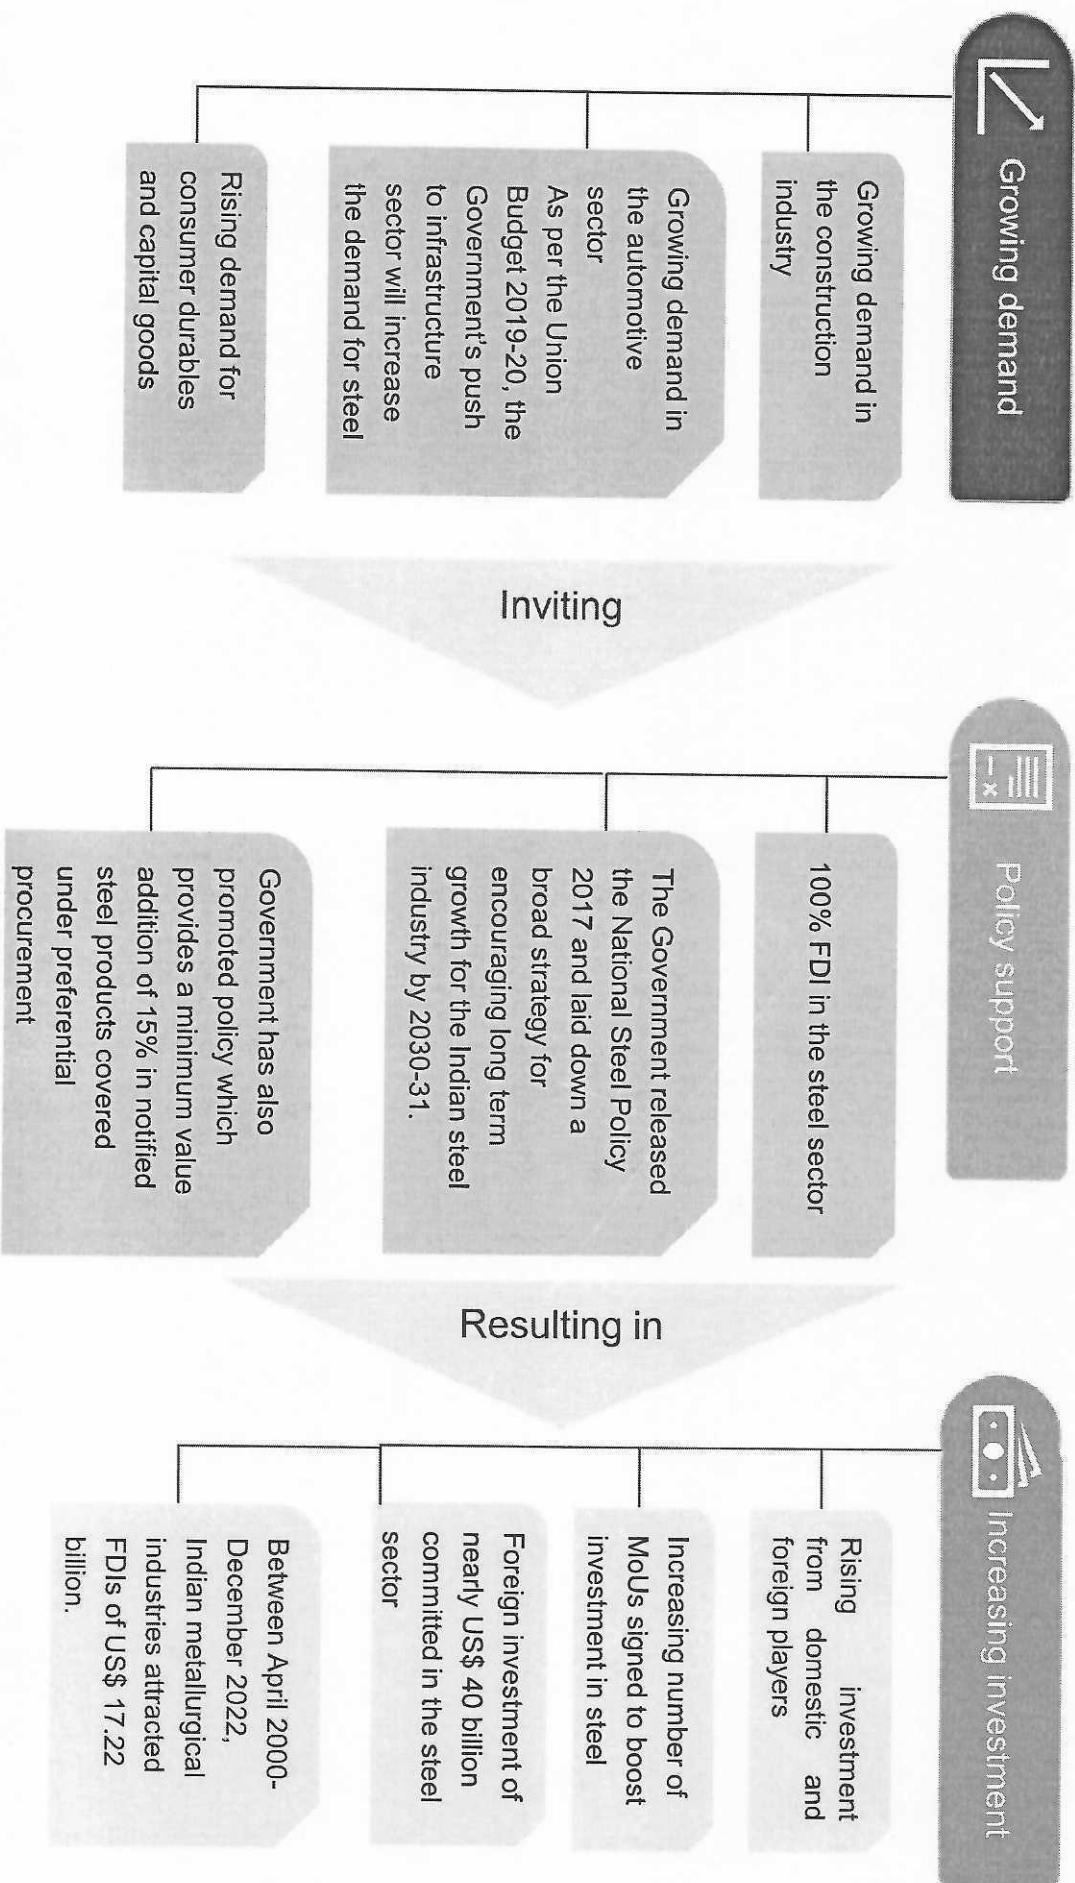 Growing demand
Growing demand in
the construction
industry
Growing demand in
the automotive
sector
As per the Union
Budget 2019-20, the
Government's push
to infrastructure
sector will increase
the demand for steel
Rising demand for
consumer durables
and capital goods
Inviting
Policy support
100% FDI in the steel sector
The Government released
the National Steel Policy
2017 and laid down a
broad strategy for
encouraging long term
growth for the Indian steel
industry by 2030-31.
Government has also
promoted policy which
provides a minimum value
addition of 15% in notified
steel products covered
under preferential
procurement
Resulting in
Increasing investment
Rising investment
from domestic and
foreign players
Increasing number of
MoUs signed to boost
investment in steel
Foreign investment of
nearly US$ 40 billion
committed in the steel
sector
Between April 2000-
December 2022,
Indian metallurgical
industries attracted
FDIs of US$ 17.22
billion.